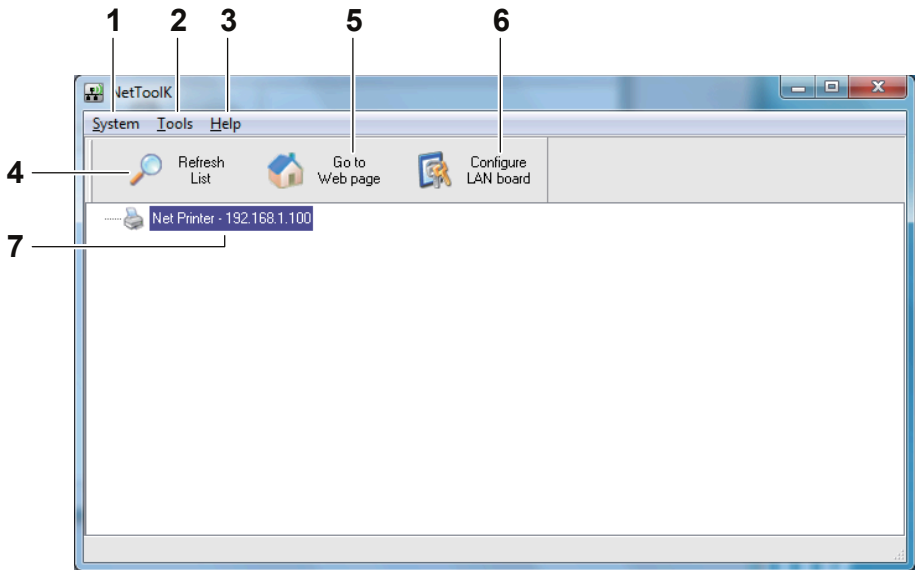 1 2 3 5 6
NetToolK
System Tools Help
4
Refresh
List
Go to
Web page
Configure
LAN board
Net Printer - 192.168.1.100
7